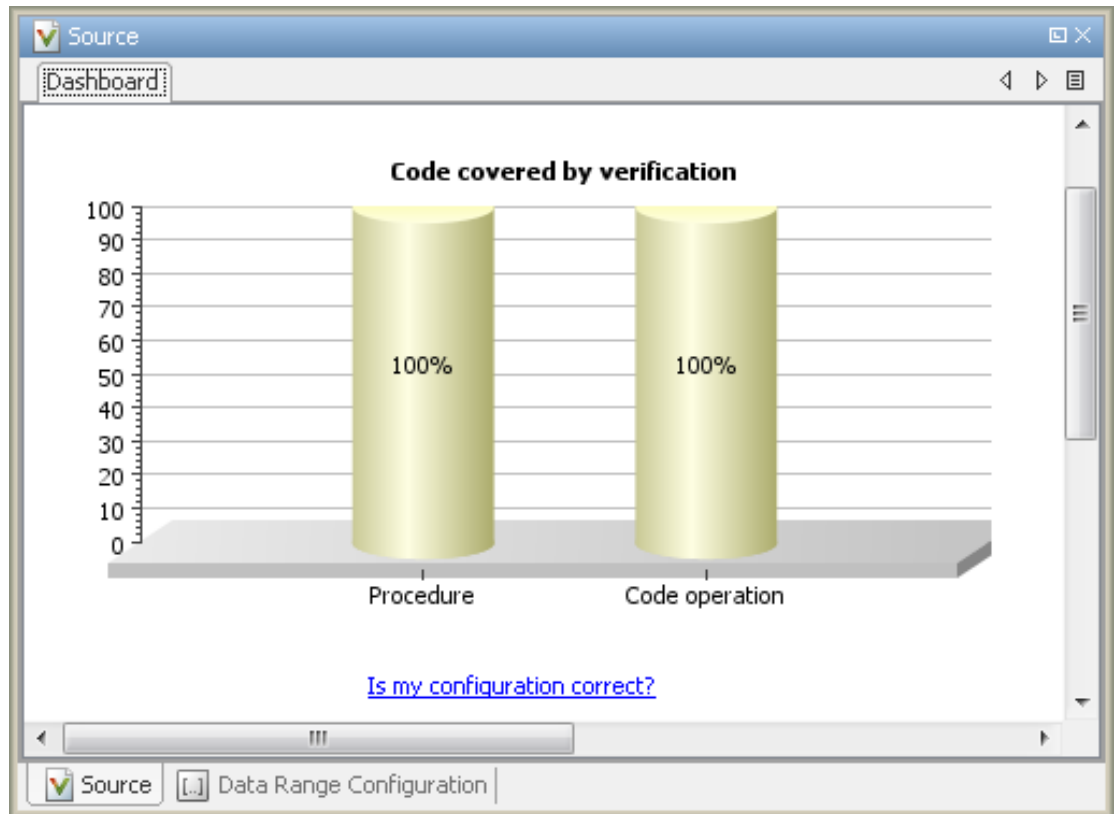 Source
Dashboard
Code covered by verification
100
90
80
70
60
50
40
30
20
10
0
100%
100%
Procedure
Code operation
Is my configuration correct?
Source
[..] Data Range Configuration